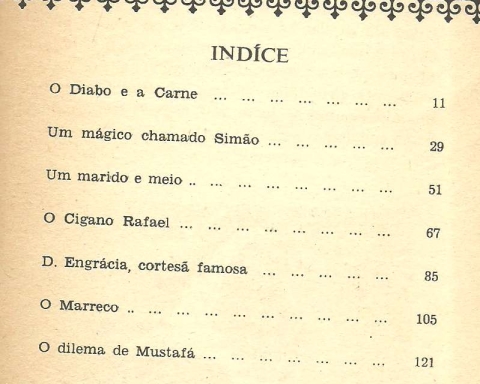 INDÍCE
O Diabo e a Carne ... ... ... ... ... ... ... 11
Um mágico chamado Simão ... ... ... ... ... 29
Um marido e meio .. ... ... ... ... ... ... ... 51
O Cigano Rafael ... ... ... ... ... ... ... ... 67
D. Engrácia, cortesã famosa ... ... ... ... ... 85
O Marreco .. ... ... ... ... ... ... ... ... ... 105
O dilema de Mustafá ... ... ... ... ... ... ... 121